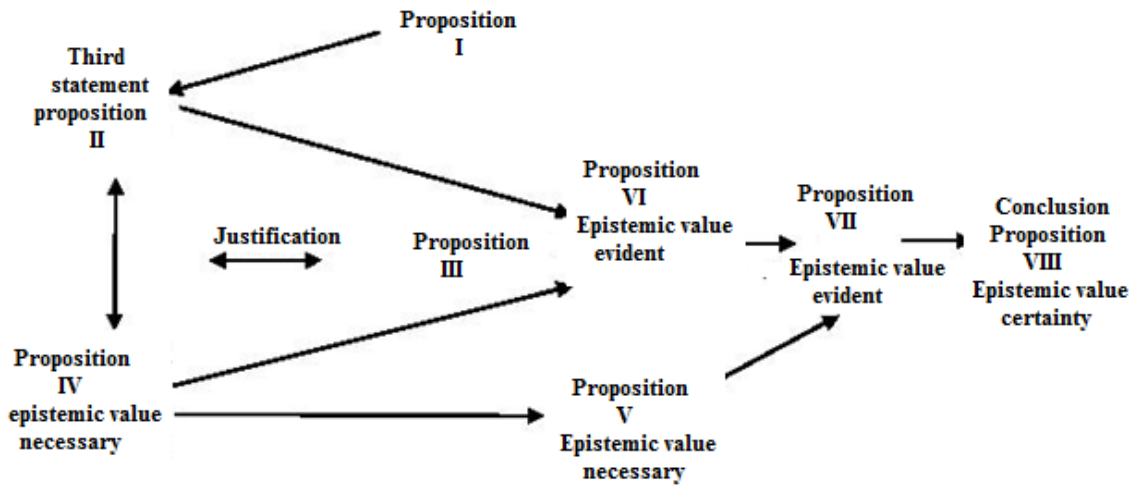 Proposition
I
Third
statement
proposition
II
Proposition
VI
Epistemic value
evident
Proposition
VII
Epistemic value
evident
Conclusion
Proposition
VIII
Epistemic value
certainty
Justification
Proposition
III
Proposition
IV
epistemic value
necessary
Proposition
V
Epistemic value
necessary